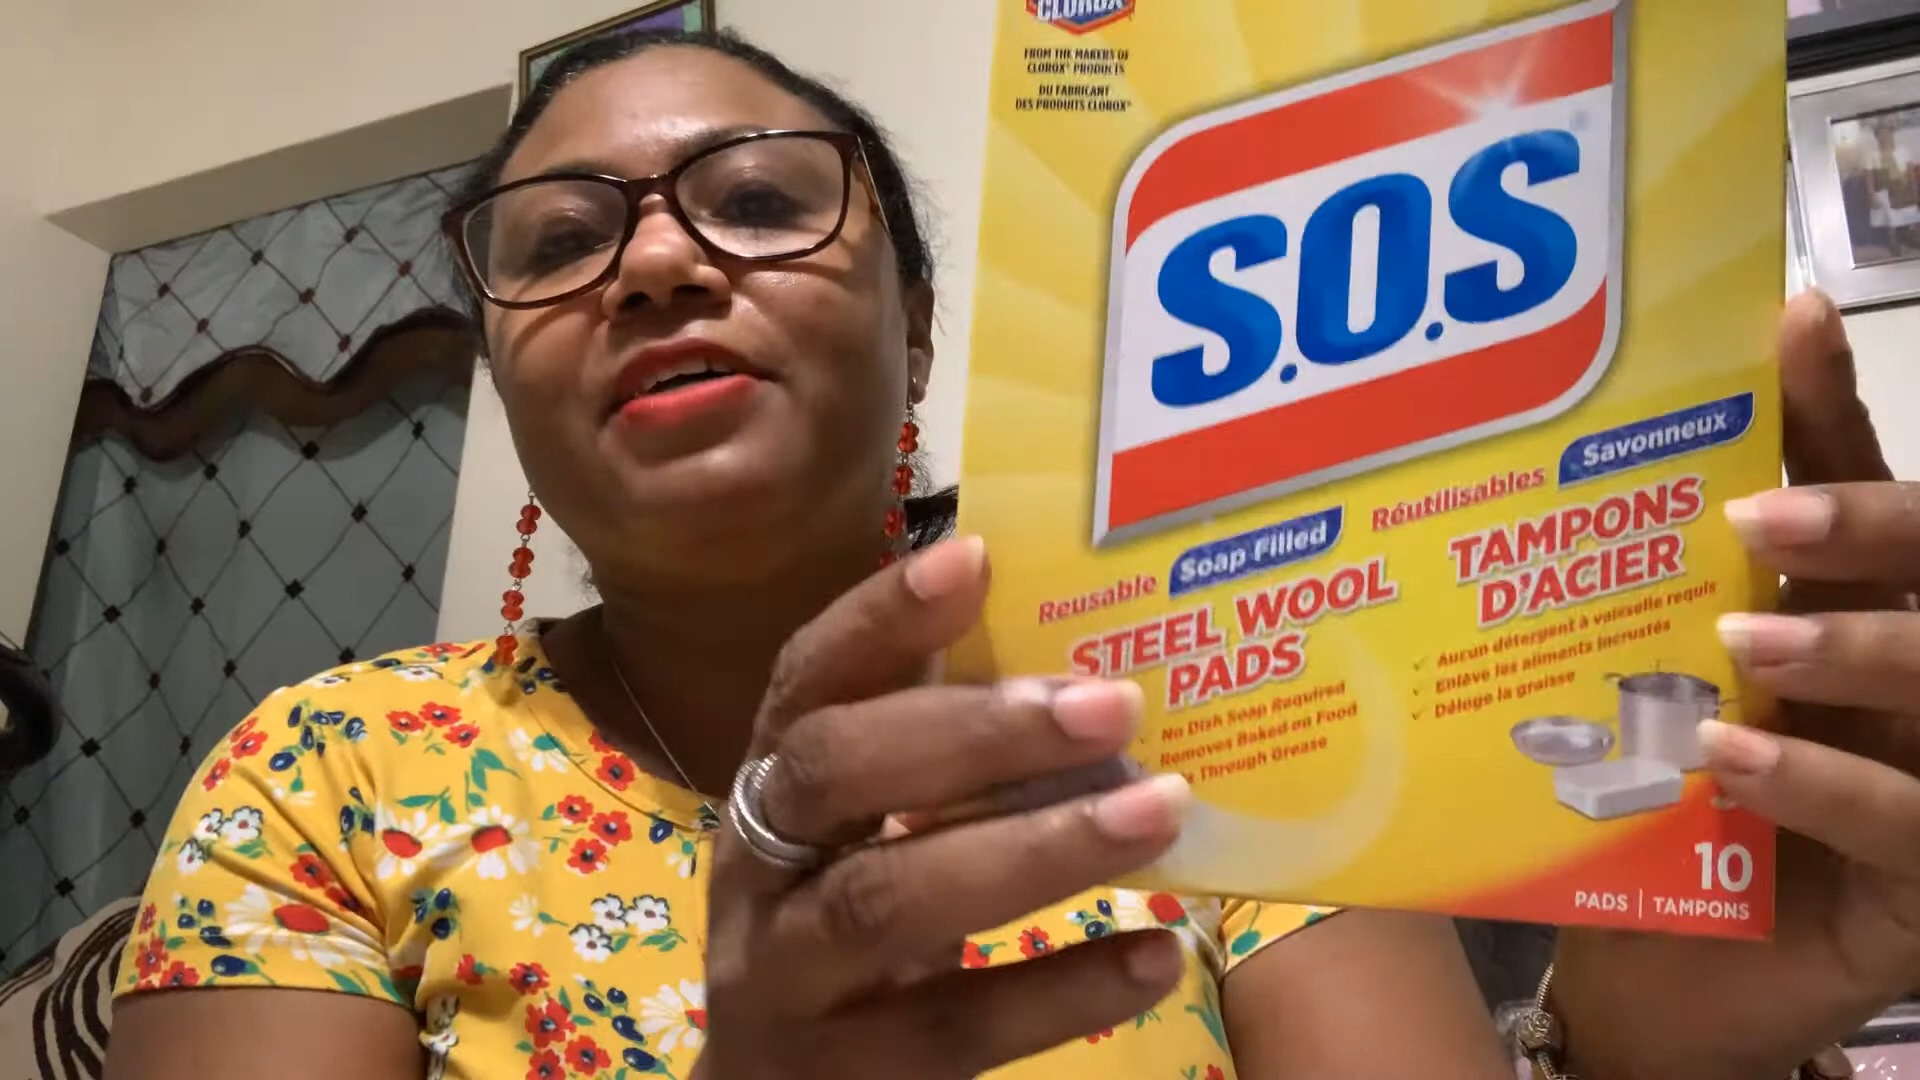 CLOROX
FROM THE MAKERS OF
CLOROX® PRODUCTS
DU FABRICANT
DES PRODUITS CLOROX®
S.O.S®
Reusable Soap Filled
STEEL WOOL
PADS
No Dish Soap Required
Removes Baked on Food
Through Grease
Réutilisables Savonneux
TAMPONS
D'ACIER
✓ Aucun détergent à vaisselle requis
✓ Enlève les aliments incrustés
✓ Déloge la graisse
10
PADS | TAMPONS